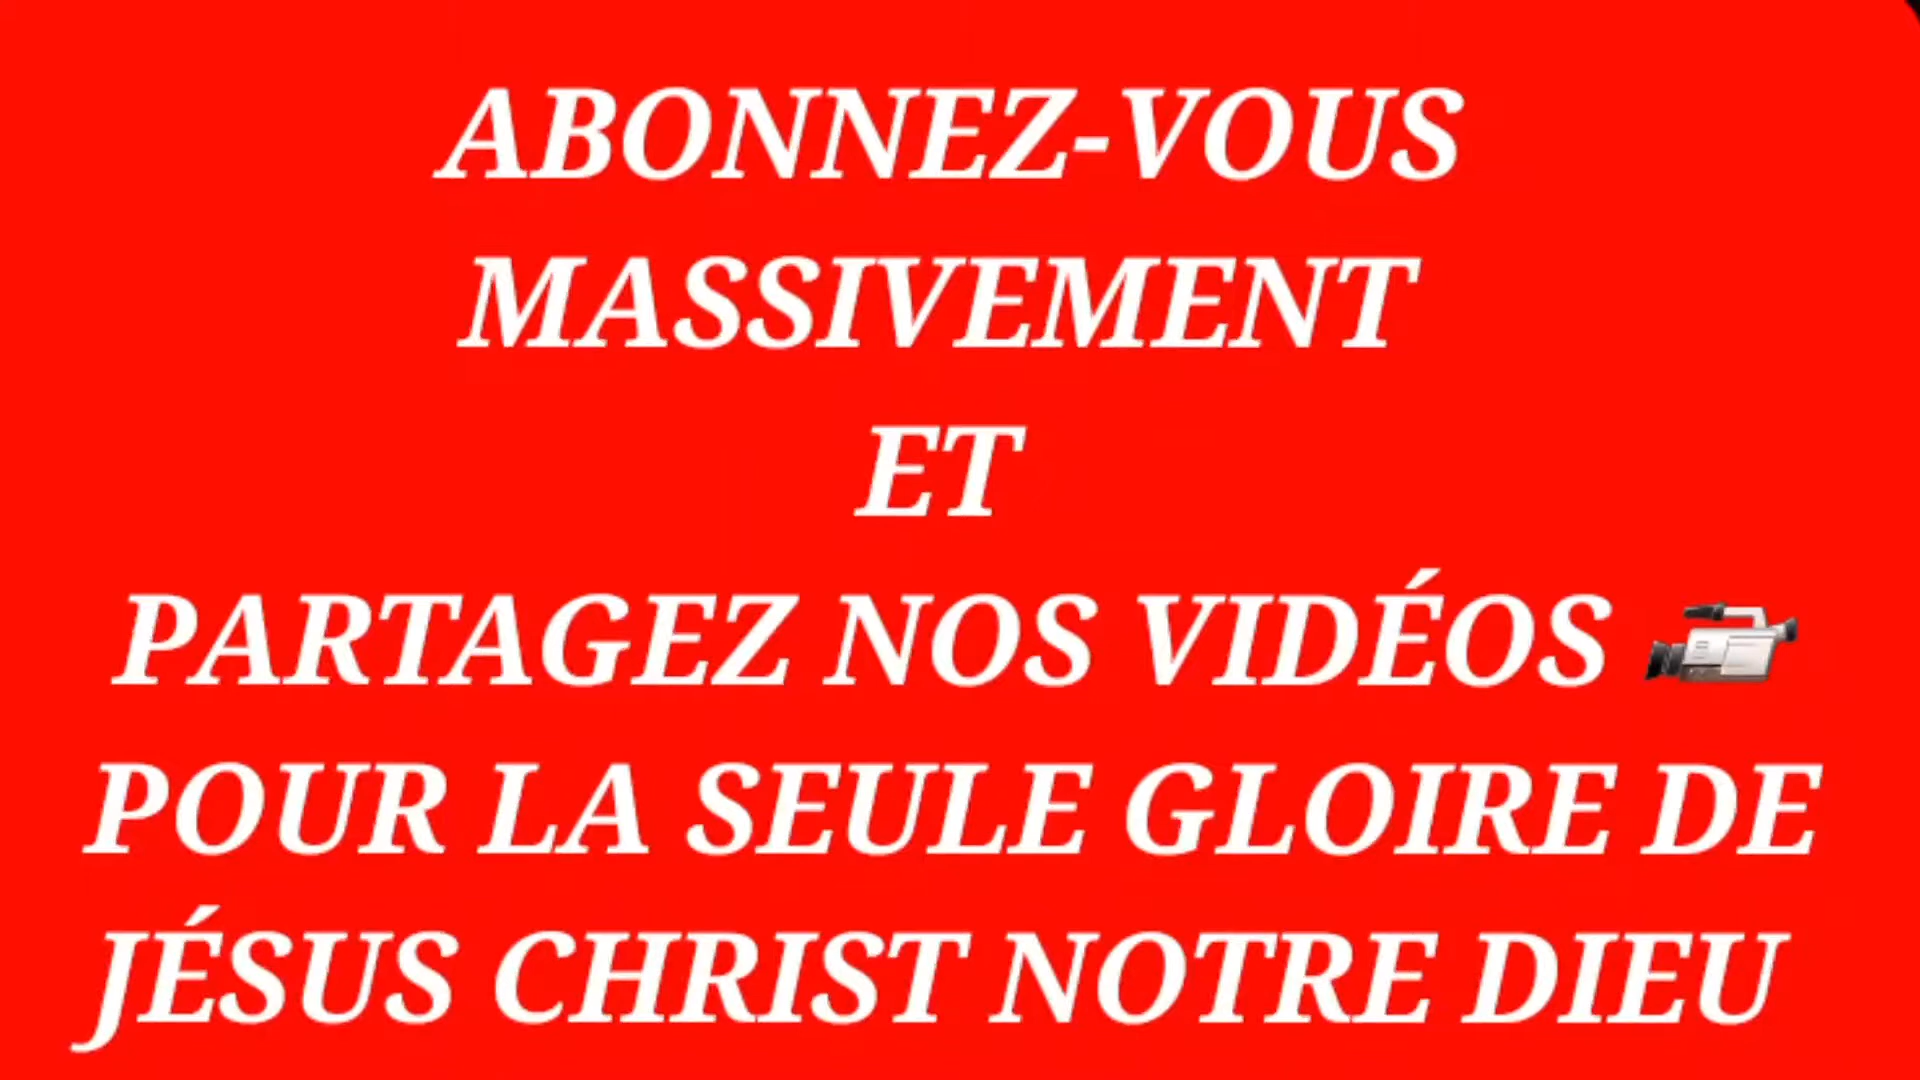 ABONNEZ-VOUS
MASSIVEMENT
ET
PARTAGEZ NOS VIDÉOS
POUR LA SEULE GLOIRE DE
JÉSUS CHRIST NOTRE DIEU